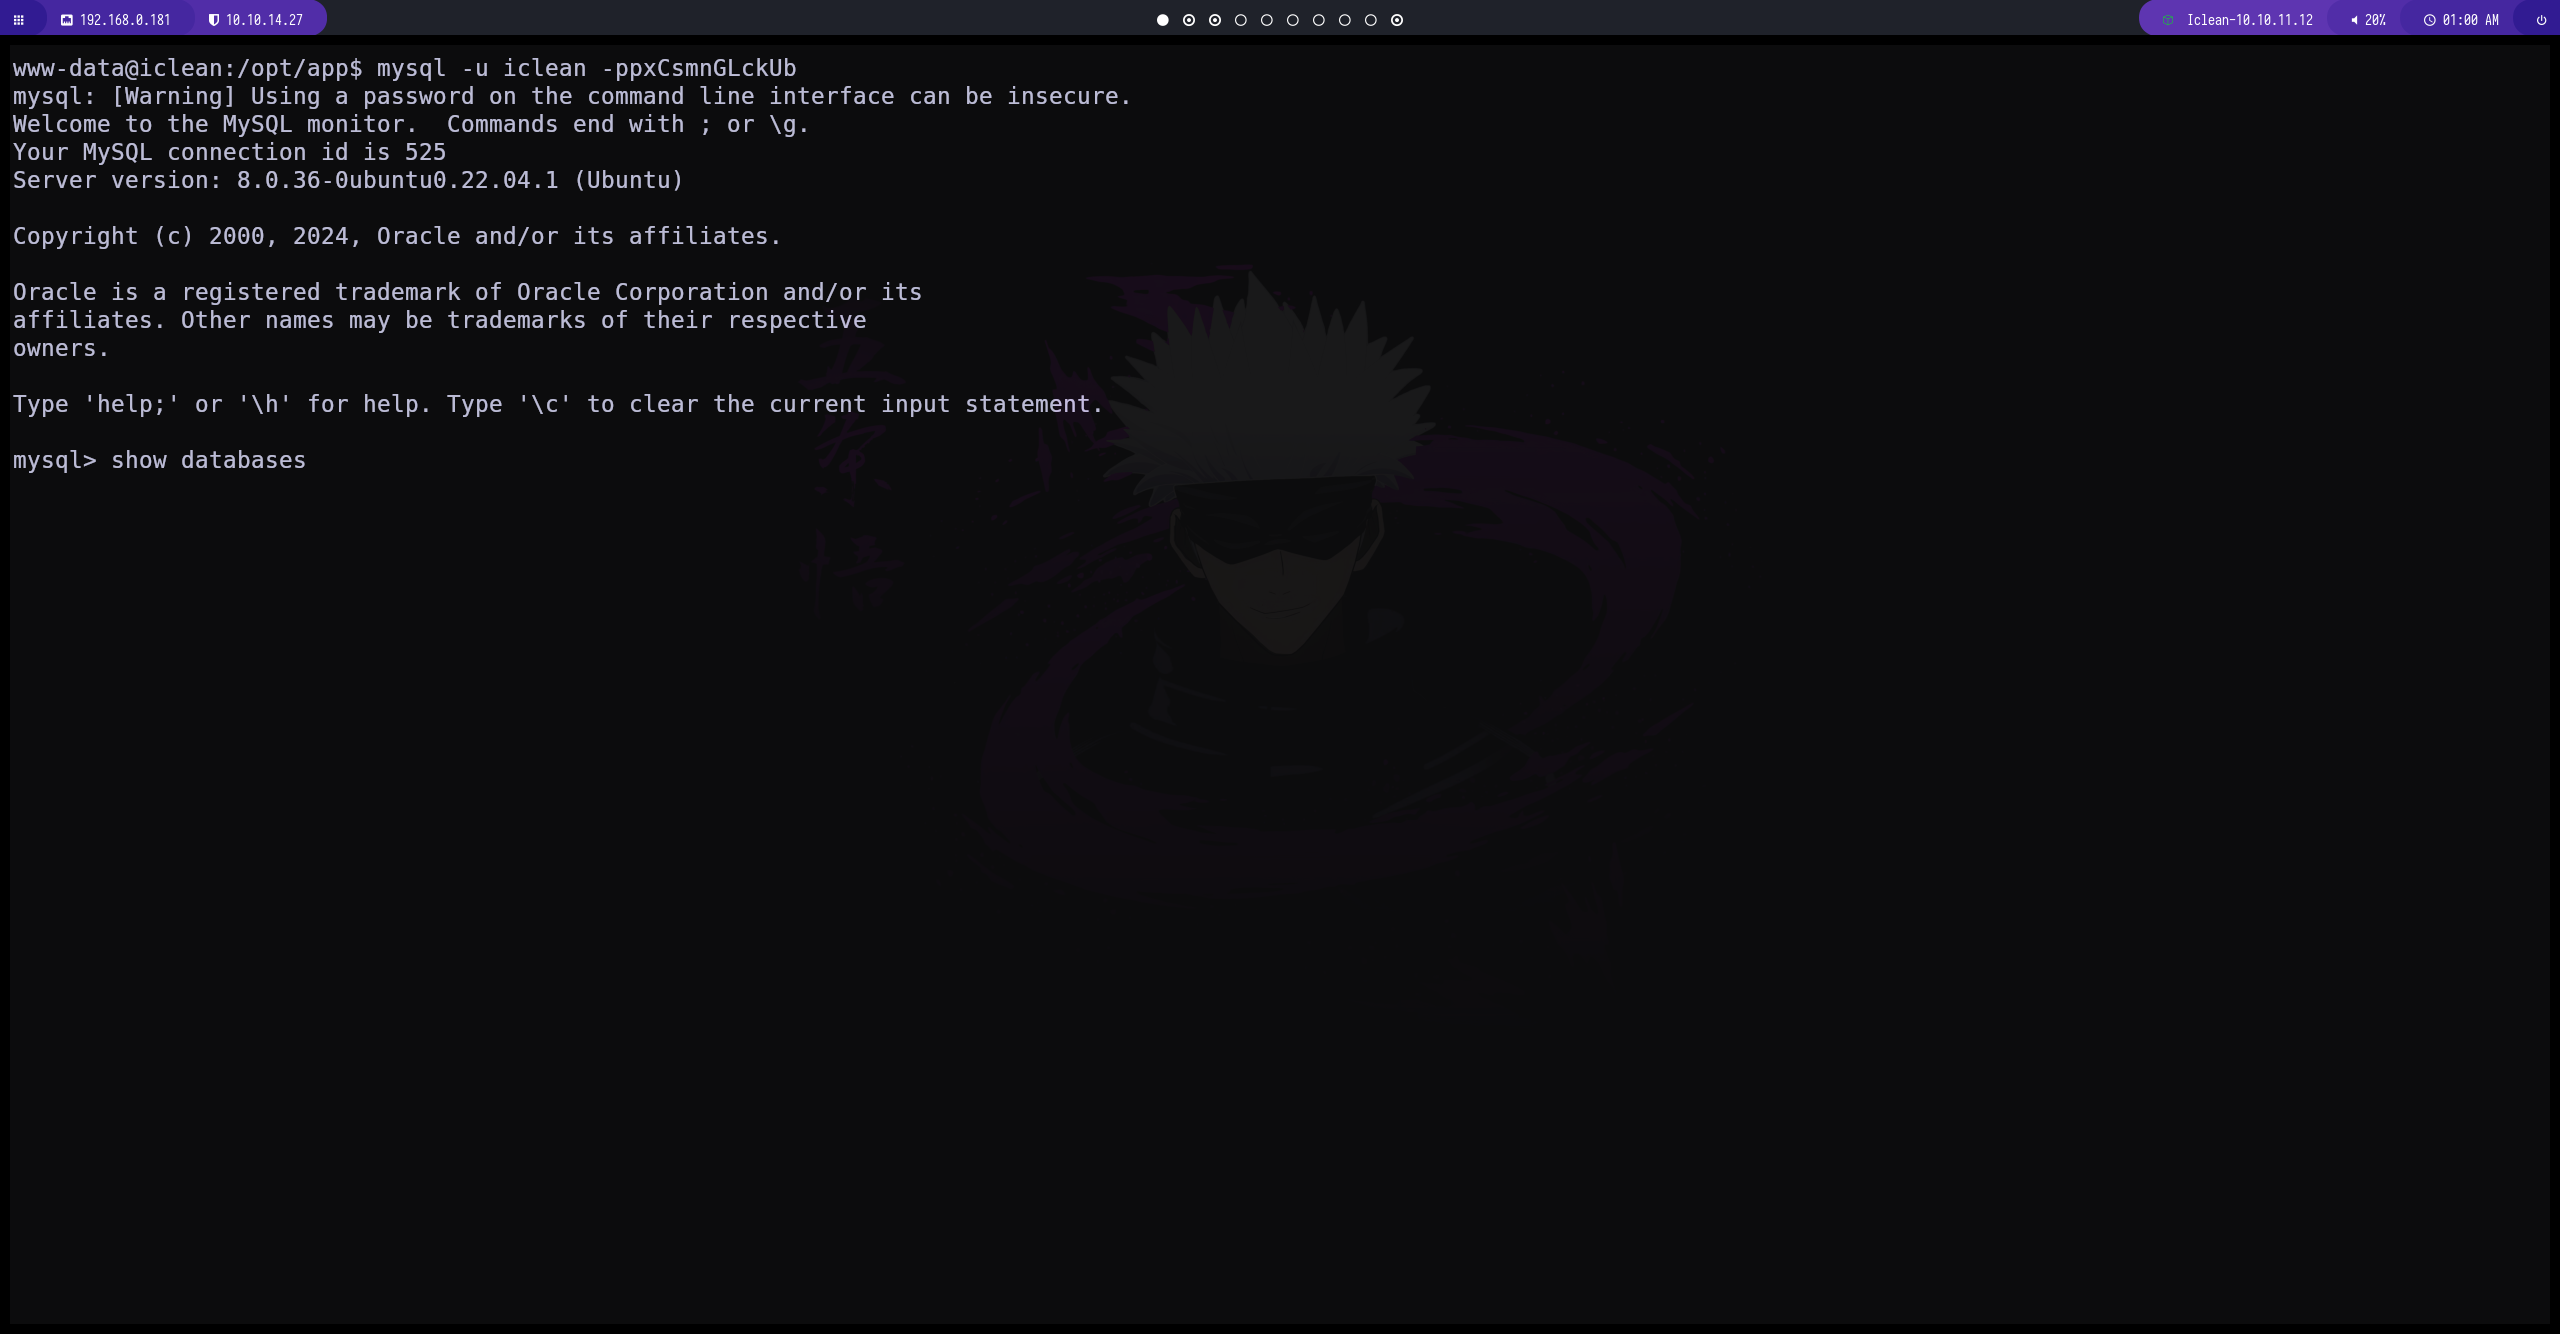 192.168.0.181 10.10.14.27 Iclean-10.10.11.12 20% 01:00 AM
www-data@iclean:/opt/app$ mysql -u iclean -ppxCsmnGLckUb
mysql: [Warning] Using a password on the command line interface can be insecure.
Welcome to the MySQL monitor.  Commands end with ; or \g.
Your MySQL connection id is 525
Server version: 8.0.36-0ubuntu0.22.04.1 (Ubuntu)
Copyright (c) 2000, 2024, Oracle and/or its affiliates.
Oracle is a registered trademark of Oracle Corporation and/or its
affiliates. Other names may be trademarks of their respective
owners.
Type 'help;' or '\h' for help. Type '\c' to clear the current input statement.
mysql> show databases